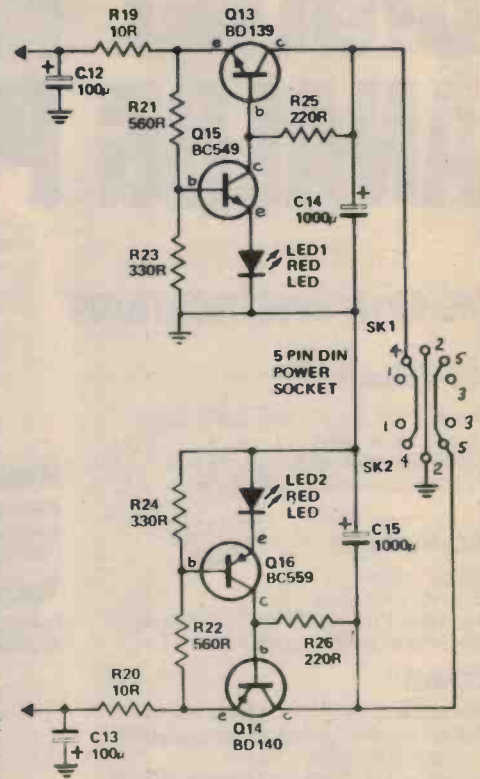 R19
10R
Q13
BD139
e
c
b
C12
100μ
+
R21
560R
R25
220R
Q15
BC549
b
c
e
+
C14
1000μ
R23
330R
LED1
RED
LED
SK1
5 PIN DIN
POWER
SOCKET
4
2
5
1
3
1
3
4
5
2
SK2
R24
330R
LED2
RED
LED
+
C15
1000μ
e
b
Q16
BC559
c
R22
560R
R26
220R
b
R20
10R
e
c
Q14
BD140
C13
100μ
+